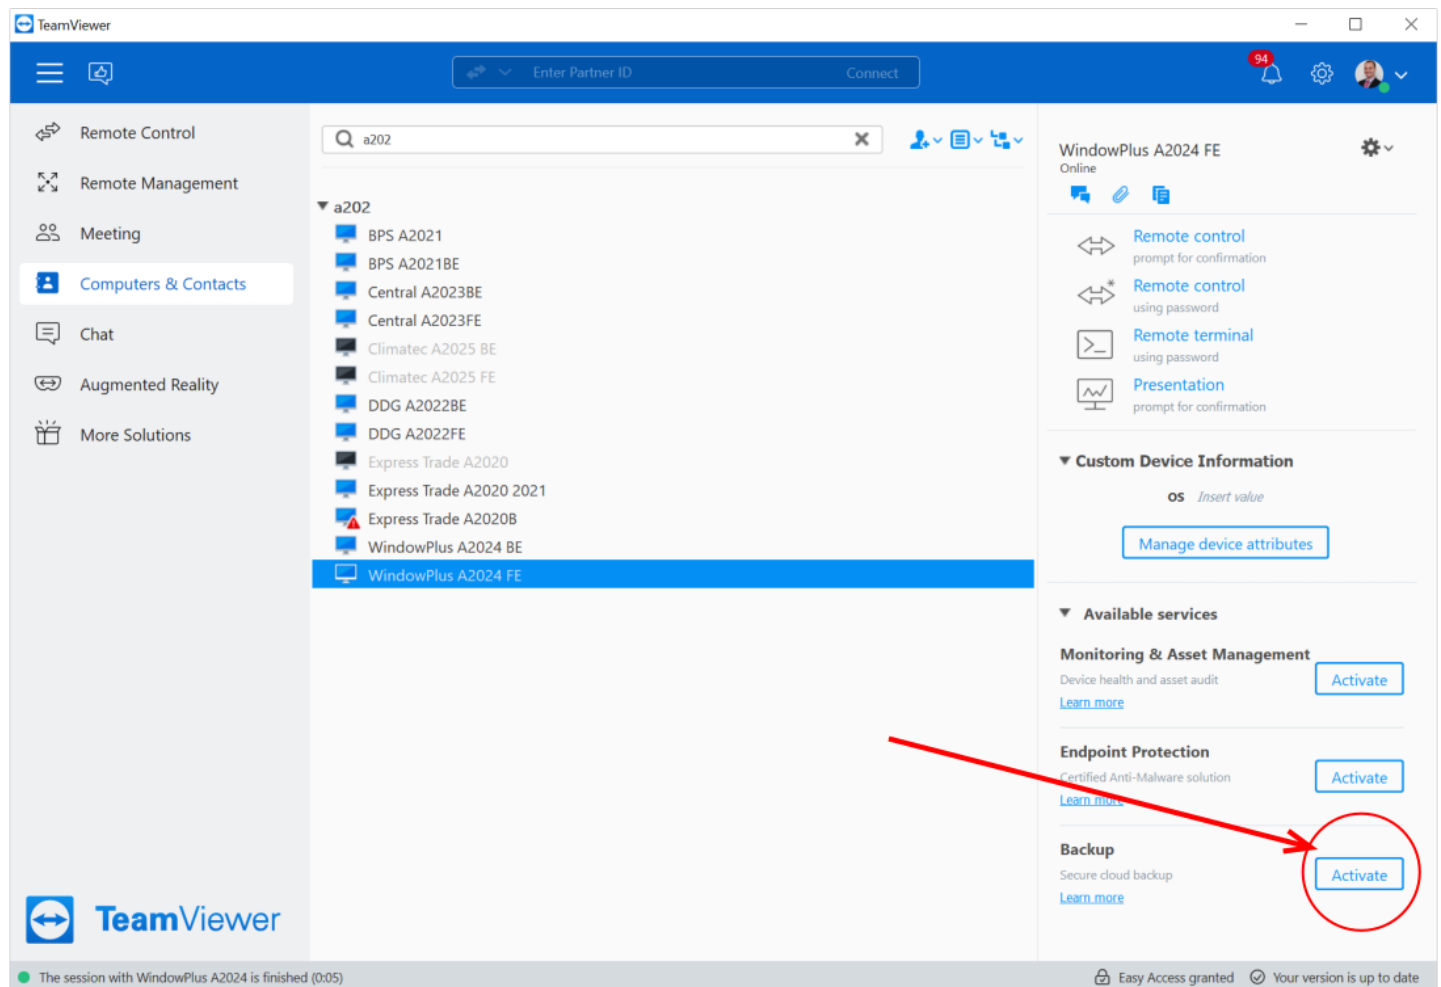 TeamViewer
Enter Partner ID
Connect
94
Remote Control
Remote Management
Meeting
Computers & Contacts
Chat
Augmented Reality
More Solutions
TeamViewer
a202
a202
BPS A2021
BPS A2021BE
Central A2023BE
Central A2023FE
Climatec A2025 BE
Climatec A2025 FE
DDG A2022BE
DDG A2022FE
Express Trade A2020
Express Trade A2020 2021
Express Trade A2020B
WindowPlus A2024 BE
WindowPlus A2024 FE
WindowPlus A2024 FE
Online
Remote control
prompt for confirmation
Remote control
using password
Remote terminal
using password
Presentation
prompt for confirmation
Custom Device Information
OS Insert value
Manage device attributes
Available services
Monitoring & Asset Management
Device health and asset audit
Learn more
Activate
Endpoint Protection
Certified Anti-Malware solution
Learn more
Activate
Backup
Secure cloud backup
Learn more
Activate
The session with WindowPlus A2024 is finished (0:05)
Easy Access granted
Your version is up to date